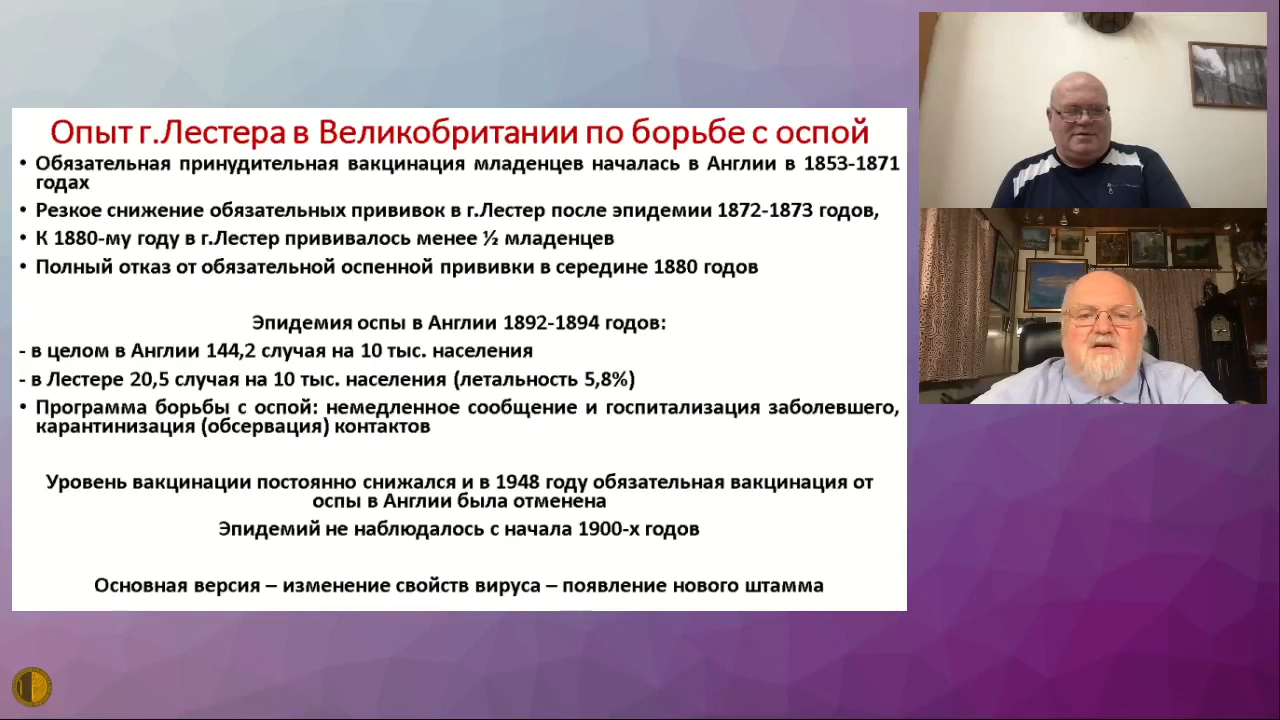 Опыт г.Лестера в Великобритании по борьбе с оспой
• Обязательная принудительная вакцинация младенцев началась в Англии в 1853-1871
годах
• Резкое снижение обязательных прививок в г.Лестер после эпидемии 1872-1873 годов,
• К 1880-му году в г.Лестер прививалось менее ½ младенцев
• Полный отказ от обязательной оспенной прививки в середине 1880 годов
Эпидемия оспы в Англии 1892-1894 годов:
- в целом в Англии 144,2 случая на 10 тыс. населения
- в Лестере 20,5 случая на 10 тыс. населения (летальность 5,8%)
• Программа борьбы с оспой: немедленное сообщение и госпитализация заболевшего,
карантинизация (обсервация) контактов
Уровень вакцинации постоянно снижался и в 1948 году обязательная вакцинация от
оспы в Англии была отменена
Эпидемий не наблюдалось с начала 1900-х годов
Основная версия – изменение свойств вируса – появление нового штамма